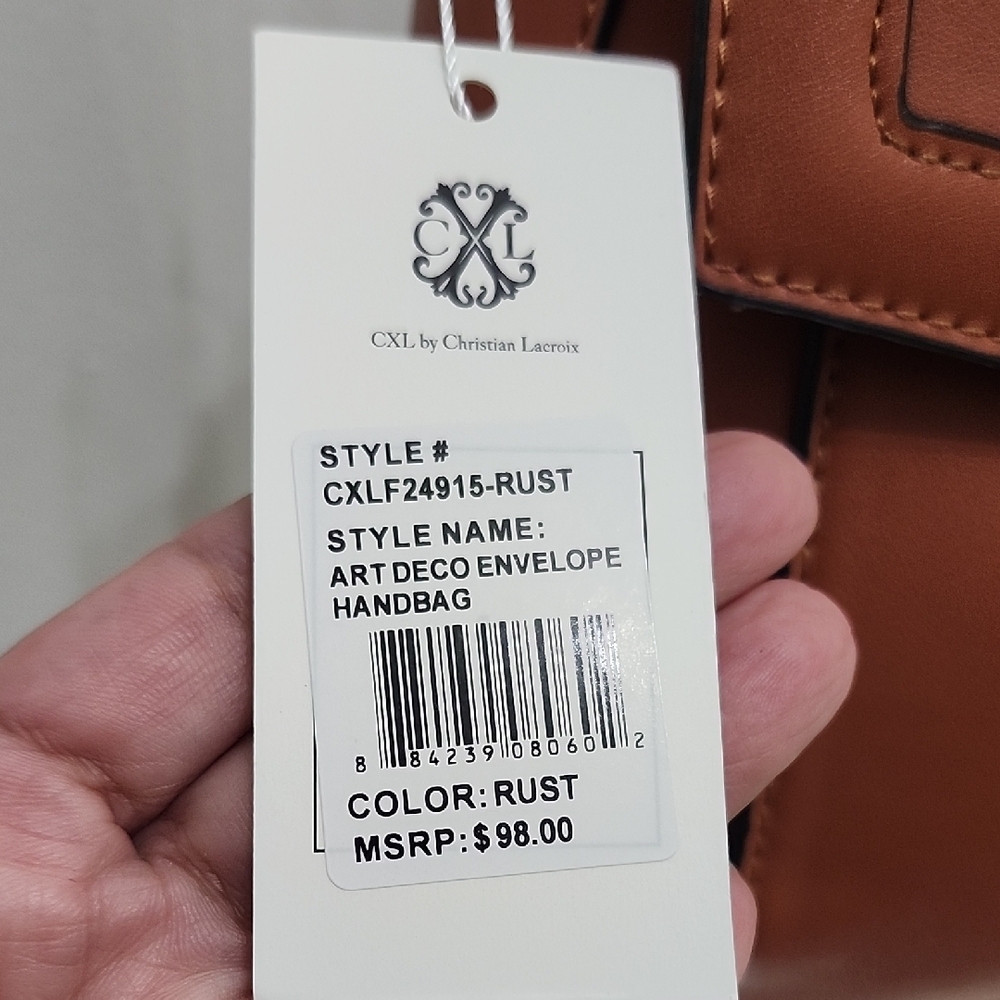 CXL
CXL by Christian Lacroix
STYLE #
CXLF24915-RUST
STYLE NAME:
ART DECO ENVELOPE
HANDBAG
8 84239 08060 2
COLOR: RUST
MSRP: $98.00